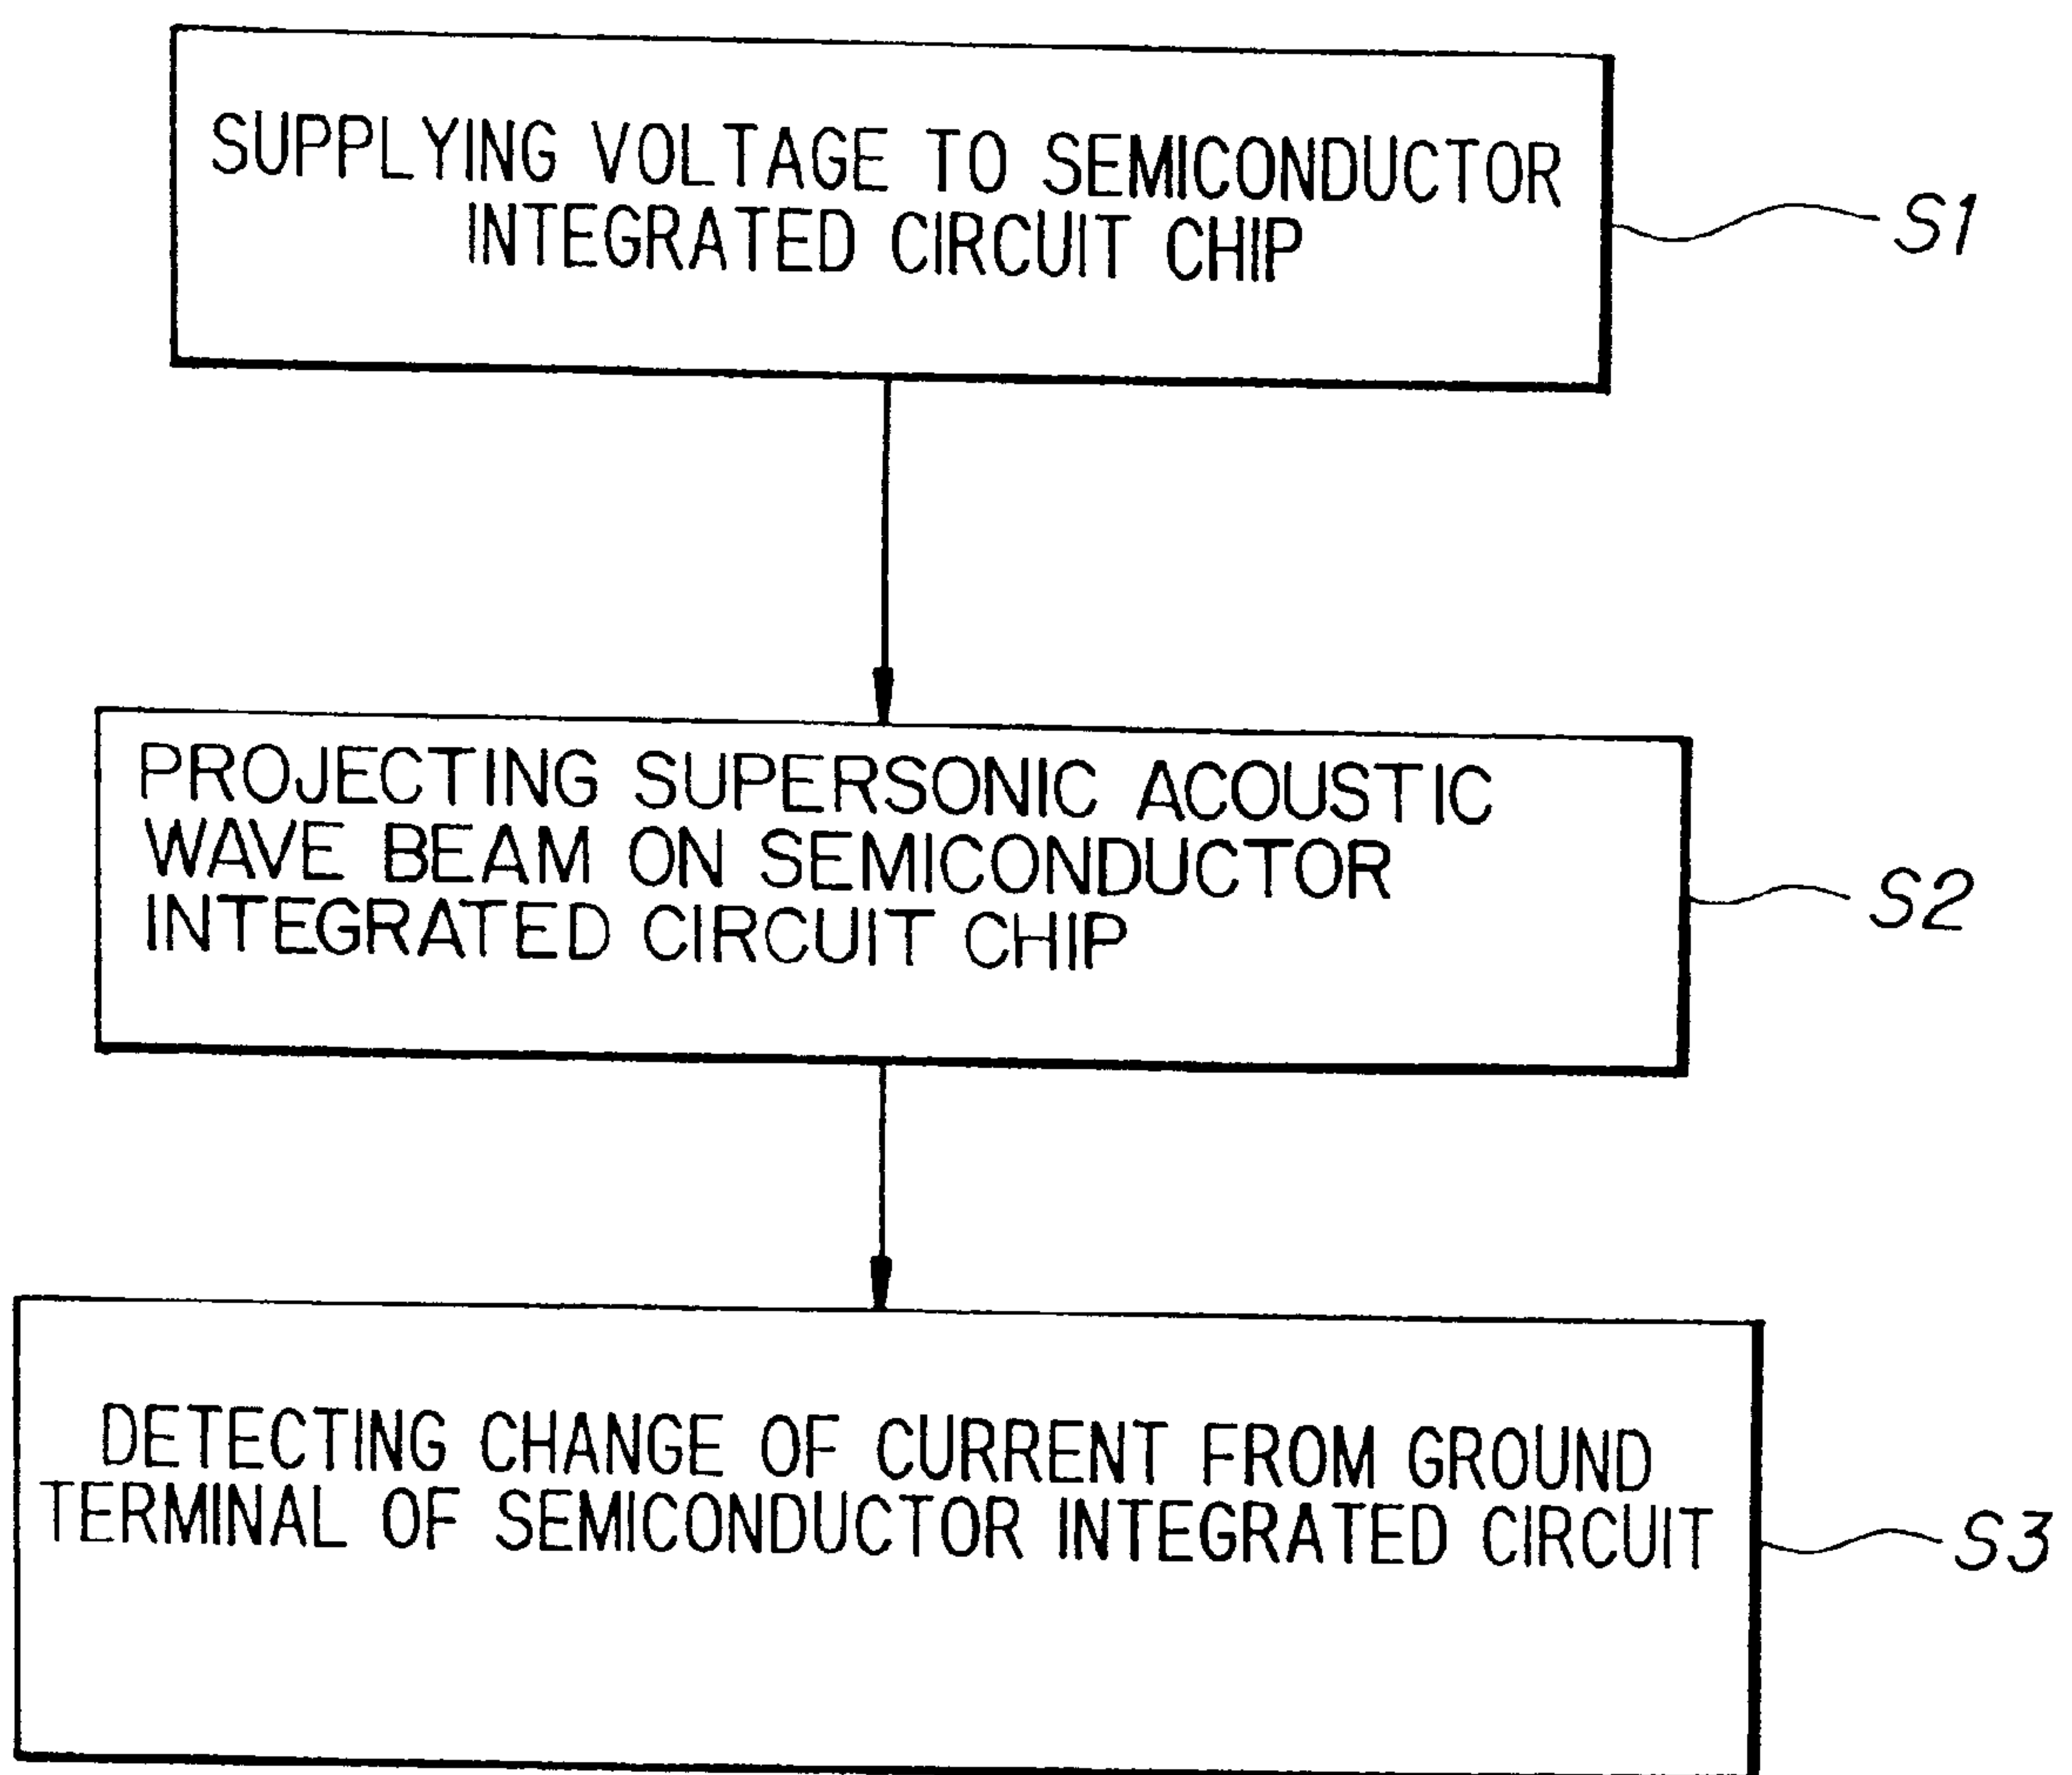 SUPPLYING VOLTAGE TO SEMICONDUCTOR
INTEGRATED CIRCUIT CHIP
S1
PROJECTING SUPERSONIC ACOUSTIC
WAVE BEAM ON SEMICONDUCTOR
INTEGRATED CIRCUIT CHIP
S2
DETECTING CHANGE OF CURRENT FROM GROUND
TERMINAL OF SEMICONDUCTOR INTEGRATED CIRCUIT
S3